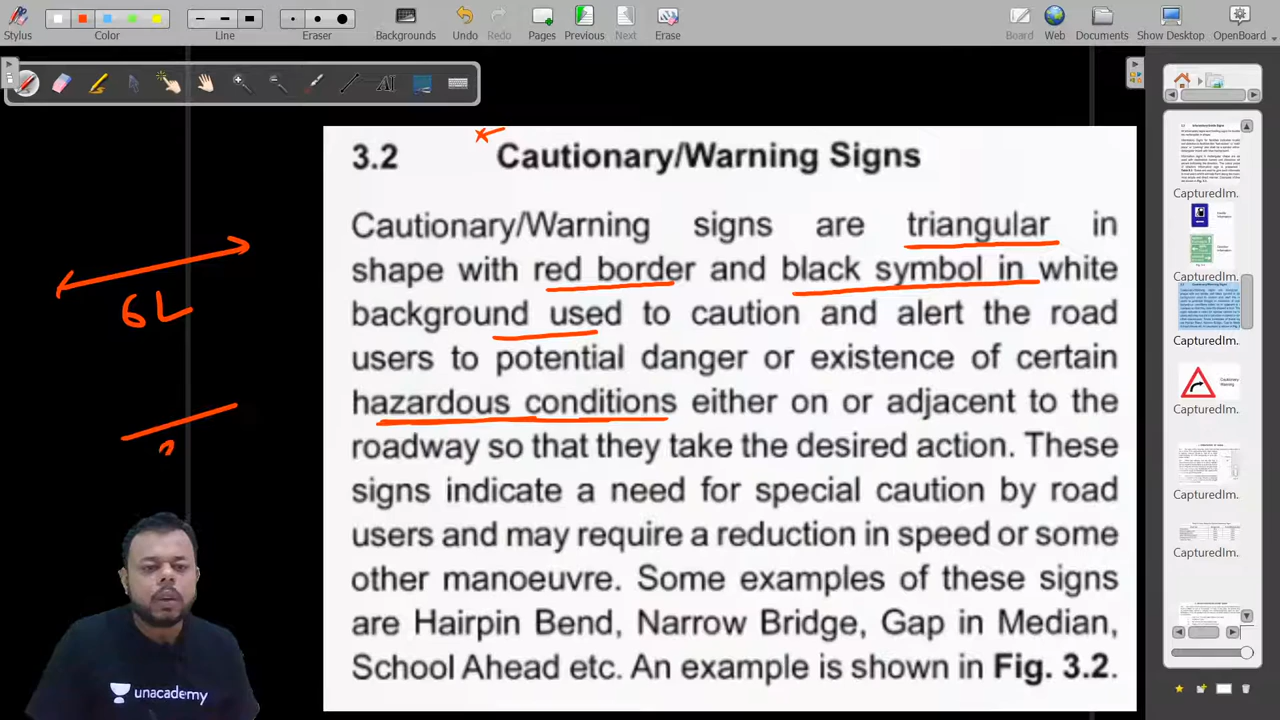 Stylus
Color
Line
Eraser
Backgrounds
Undo
Redo
Pages
Previous
Next
Erase
Board
Web
Documents
Show Desktop
OpenBoard
3.2 Cautionary/Warning Signs
Cautionary/Warning signs are triangular in
shape with red border and black symbol in white
background used to caution and alert the road
users to potential danger or existence of certain
hazardous conditions either on or adjacent to the
roadway so that they take the desired action. These
signs indicate a need for special caution by road
users and may require a reduction in speed or some
other manoeuvre. Some examples of these signs
are Hairpin Bend, Narrow Bridge, Gap in Median,
School Ahead etc. An example is shown in Fig. 3.2.
6L
unacademy
CapturedIm.
CapturedIm.
CapturedIm.
Cautionary
Warning
CapturedIm.
CapturedIm.
CapturedIm.